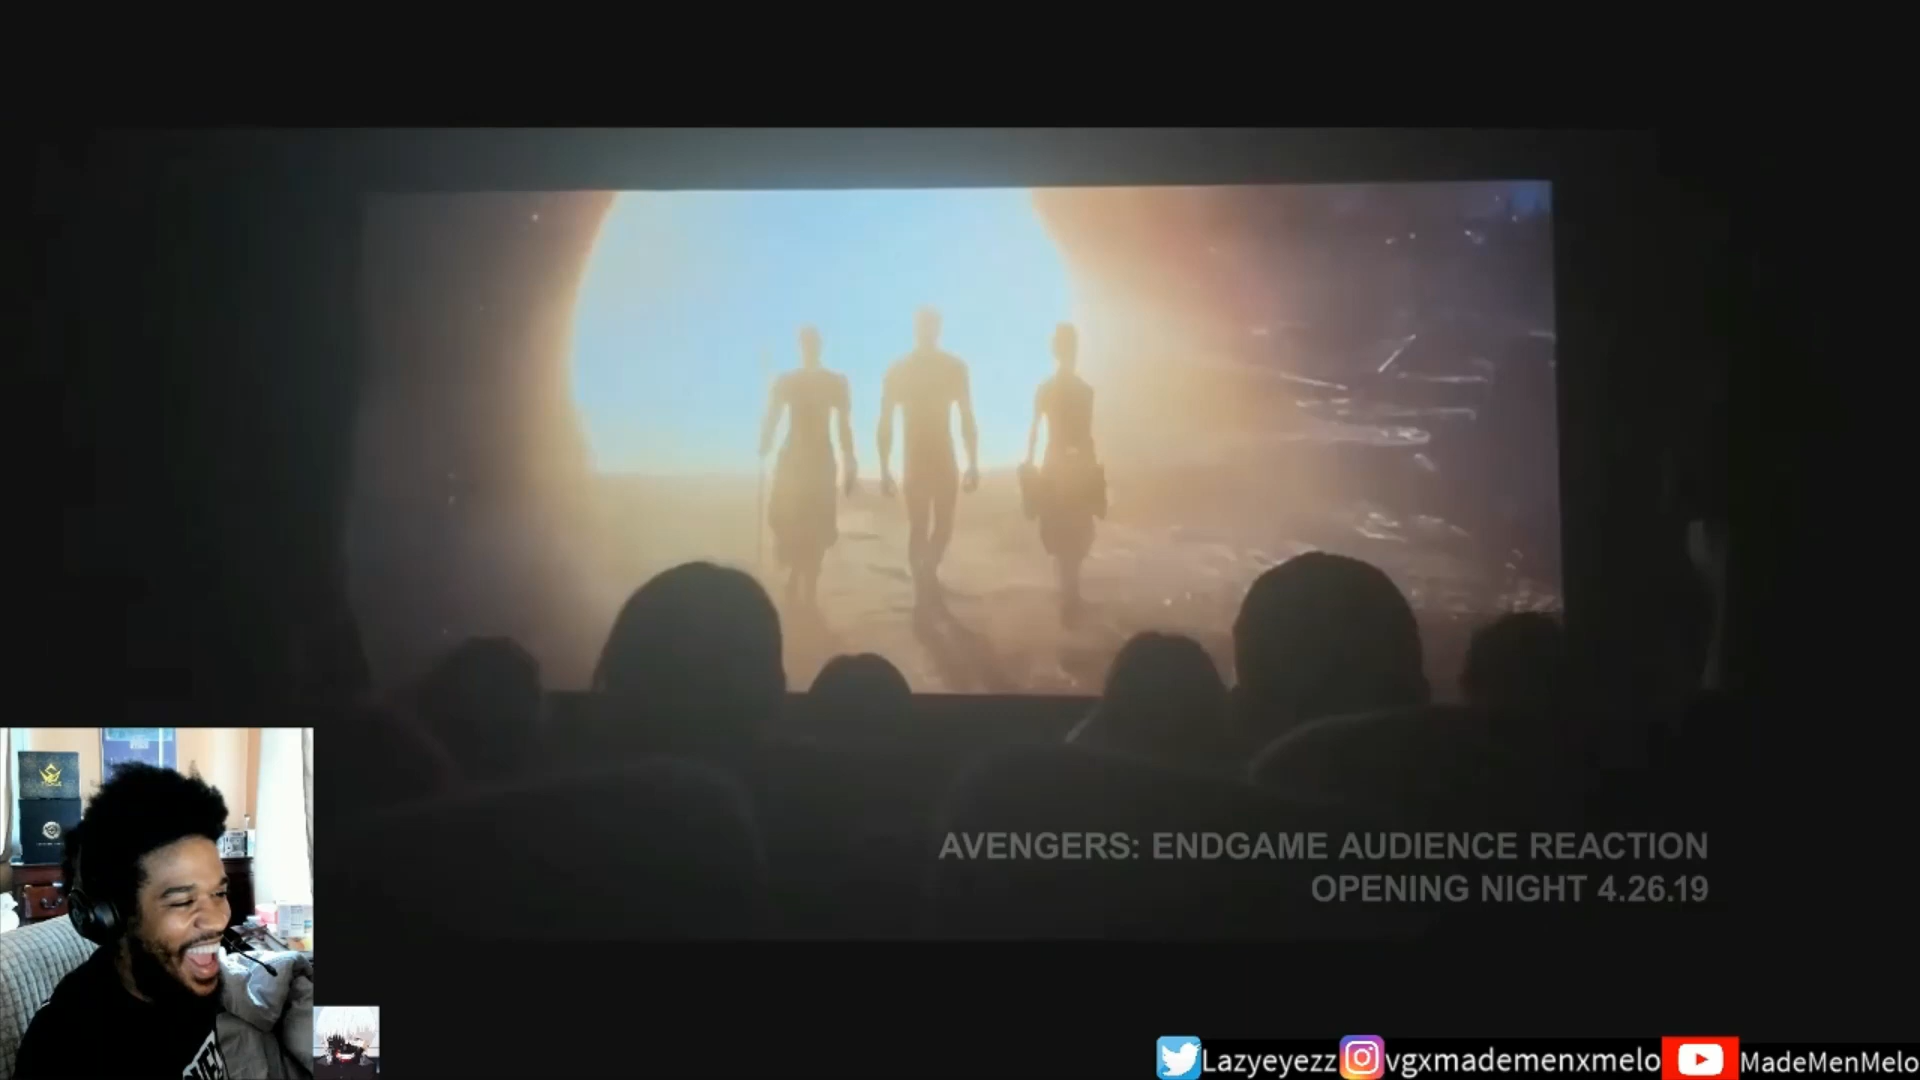 AVENGERS: ENDGAME AUDIENCE REACTION
OPENING NIGHT 4.26.19
Lazyeyezz vgxmademenxmelo MadeMenMelo